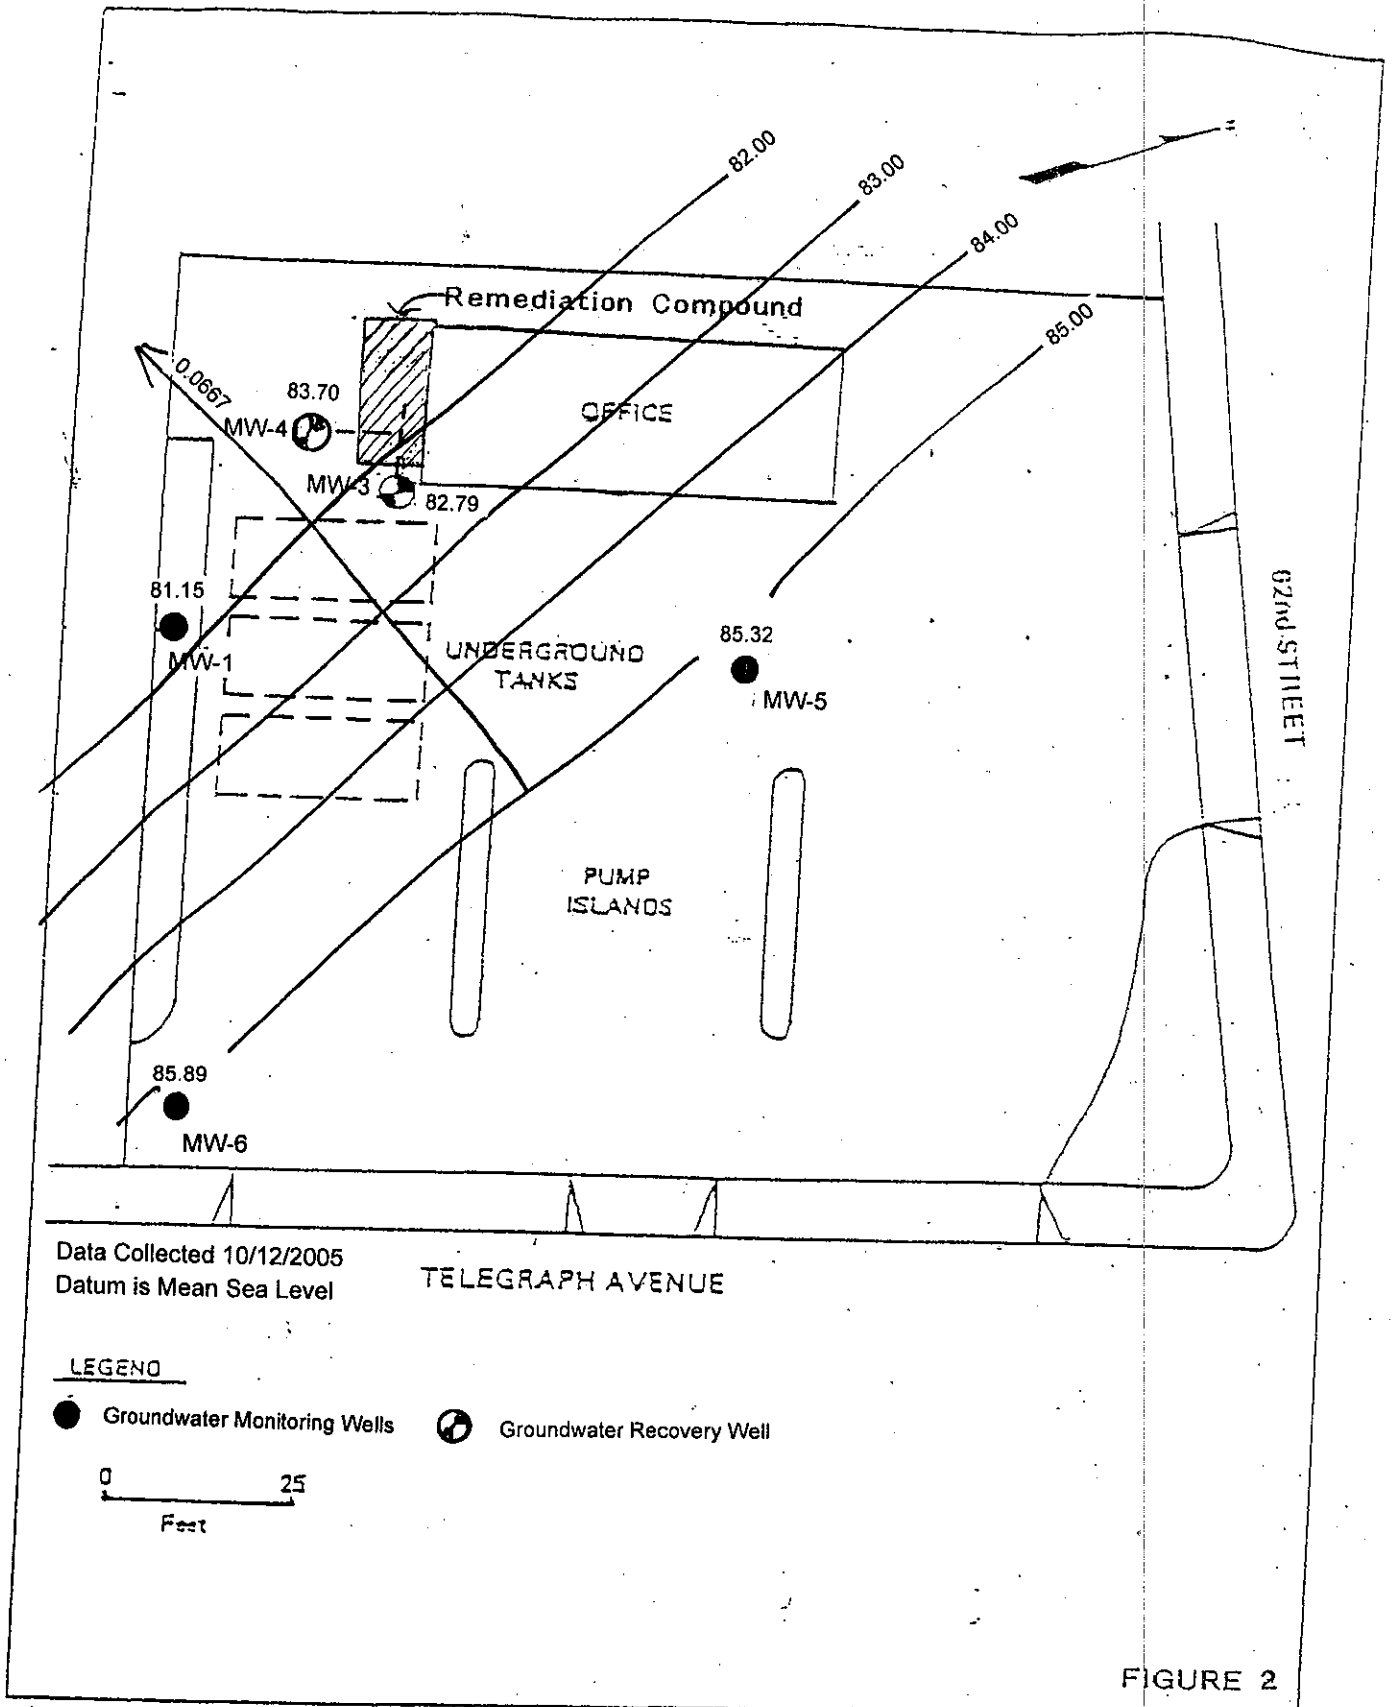 82.00
83.00
84.00
85.00
Remediation Compound
0.0667
83.70
MW-4
OFFICE
MW-3
82.79
81.15
MW-1
UNDERGROUND
TANKS
85.32
MW-5
62nd STREET
PUMP
ISLANDS
85.89
MW-6
Data Collected 10/12/2005
Datum is Mean Sea Level
TELEGRAPH AVENUE
LEGEND
Groundwater Monitoring Wells
Groundwater Recovery Well
0 25
Feet
FIGURE 2